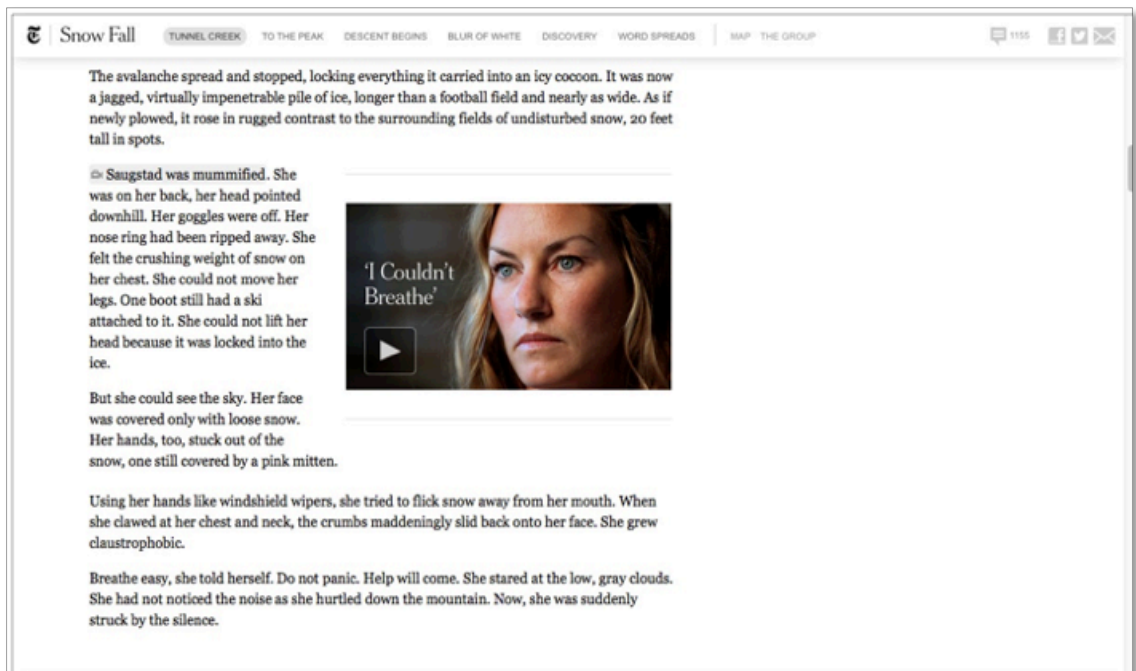 T Snow Fall TUNNEL CREEK TO THE PEAK DESCENT BEGINS BLUR OF WHITE DISCOVERY WORD SPREADS MAP THE GROUP 1155 f
The avalanche spread and stopped, locking everything it carried into an icy cocoon. It was now
a jagged, virtually impenetrable pile of ice, longer than a football field and nearly as wide. As if
newly plowed, it rose in rugged contrast to the surrounding fields of undisturbed snow, 20 feet
tall in spots.
Saugstad was mummified. She
was on her back, her head pointed
downhill. Her goggles were off. Her
nose ring had been ripped away. She
felt the crushing weight of snow on
her chest. She could not move her
legs. One boot still had a ski
attached to it. She could not lift her
head because it was locked into the
ice.
'I Couldn't
Breathe'
But she could see the sky. Her face
was covered only with loose snow.
Her hands, too, stuck out of the
snow, one still covered by a pink mitten.
Using her hands like windshield wipers, she tried to flick snow away from her mouth. When
she clawed at her chest and neck, the crumbs maddeningly slid back onto her face. She grew
claustrophobic.
Breathe easy, she told herself. Do not panic. Help will come. She stared at the low, gray clouds.
She had not noticed the noise as she hurtled down the mountain. Now, she was suddenly
struck by the silence.